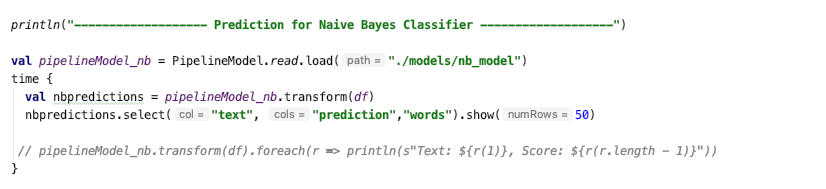 println("------------------- Prediction for Naive Bayes Classifier -------------------")
val pipelineModel_nb = PipelineModel.read.load( path = "./models/nb_model")
time {
val nbpredictions = pipelineModel_nb.transform(df)
nbpredictions.select( col = "text", cols = "prediction","words").show( numRows = 50)
// pipelineModel_nb.transform(df).foreach(r => println(s"Text: ${r(1)}, Score: ${r(r.length - 1)}"))
}